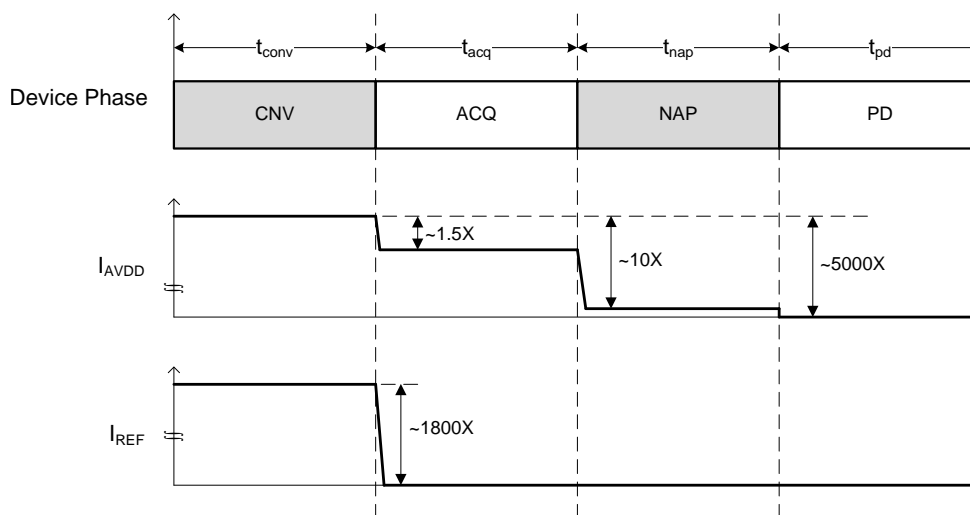 tconv
tacq
tnap
tpd
Device Phase
CNV
ACQ
NAP
PD
IAVDD
~1.5X
~10X
~5000X
IREF
~1800X